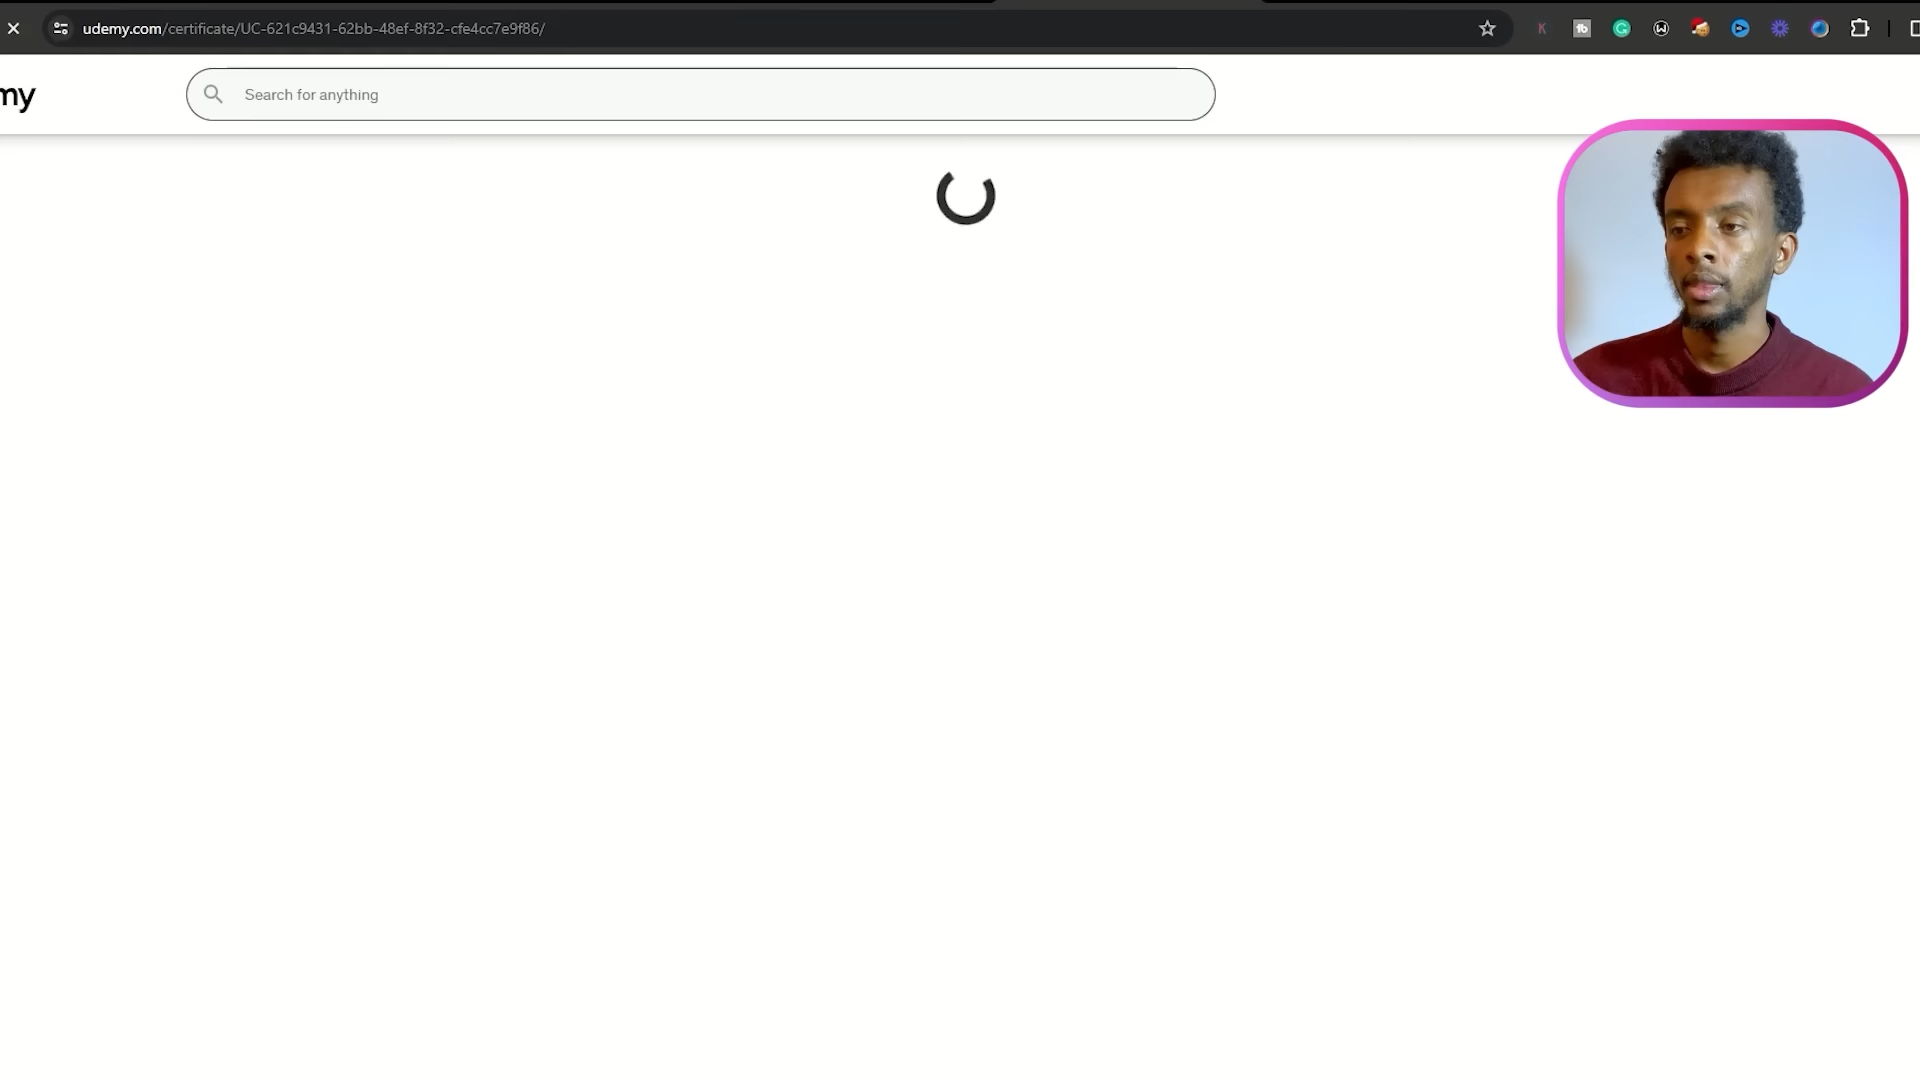 udemy.com/certificate/UC-621c9431-62bb-48ef-8f32-cfe4cc7e9f86/
my
Search for anything